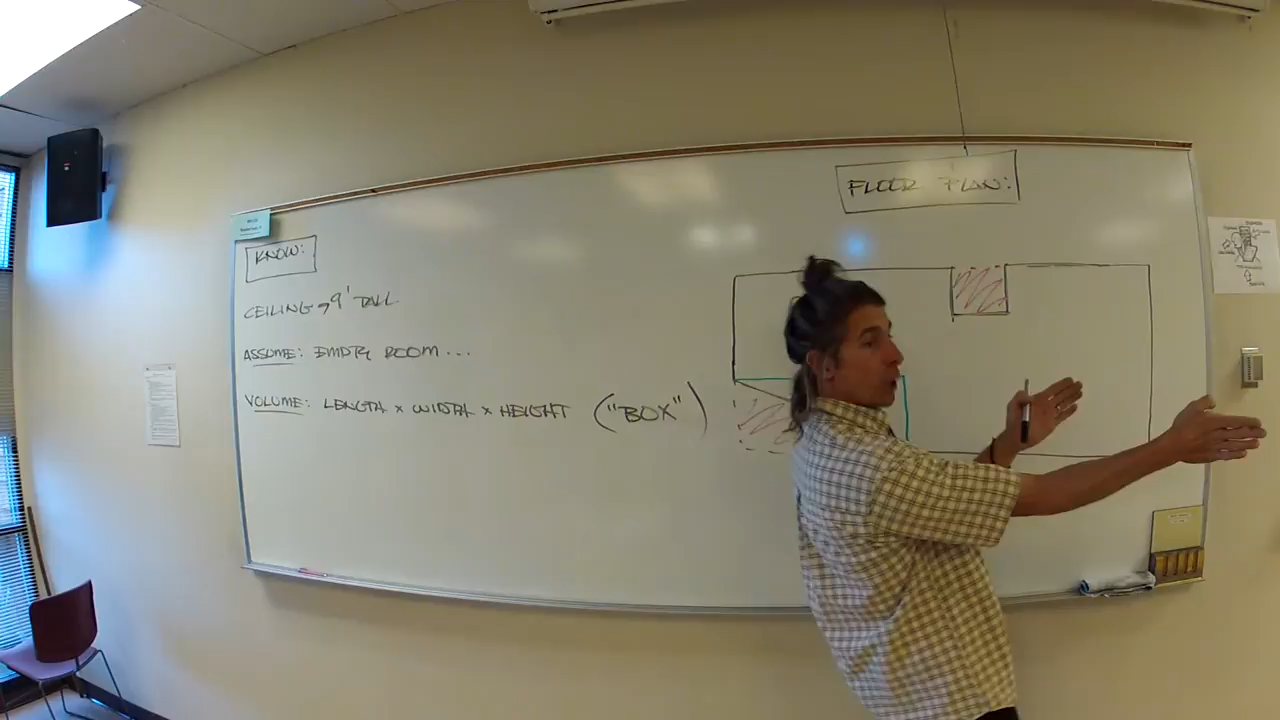 KNOW:
CEILING → 9' TALL
ASSUME: EMPTY ROOM...
VOLUME: LENGTH x WIDTH x HEIGHT ("BOX")
FLOOR PLAN: